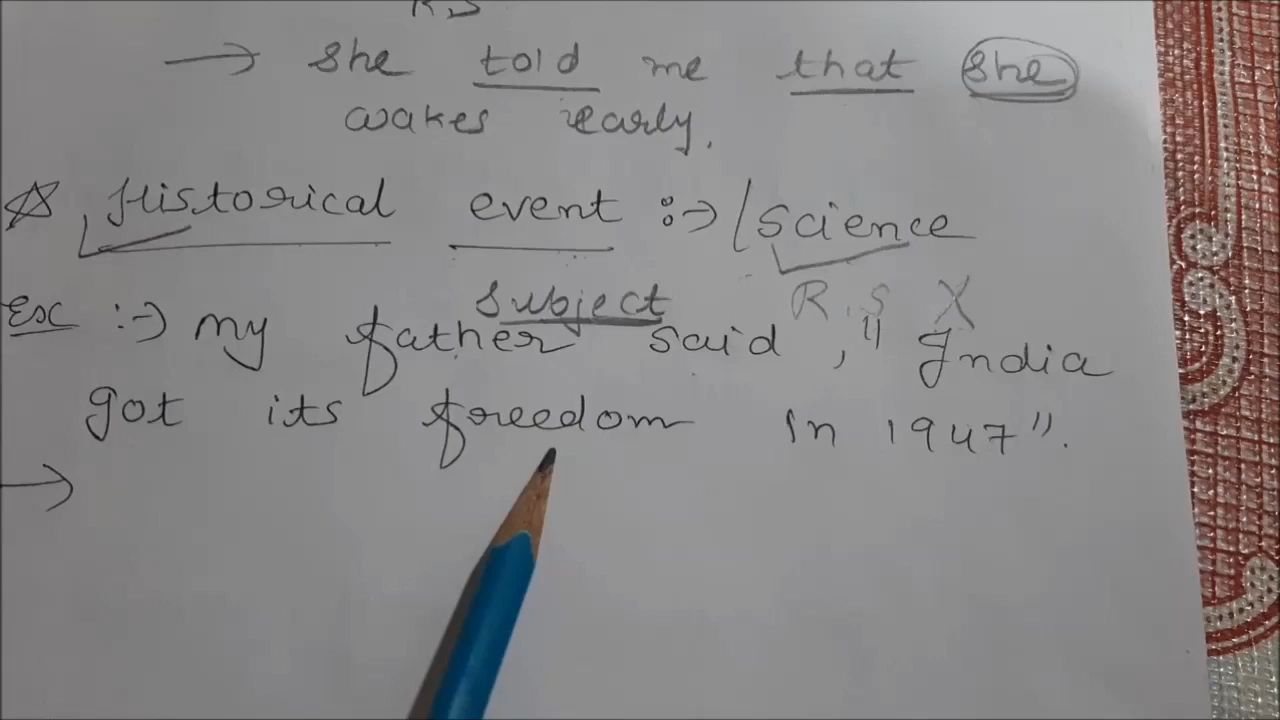 R.S
→ She told me that she
wakes early.
☆ Historical event :→ / Science
Subject R.S X
Ex :→ My father said, "India
got its freedom in 1947".
→